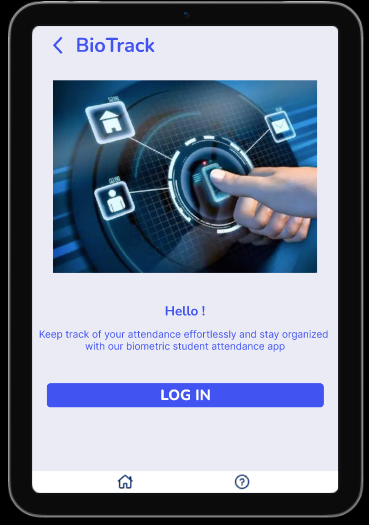 BioTrack
Hello !
Keep track of your attendance effortlessly and stay organized
with our biometric student attendance app
LOG IN